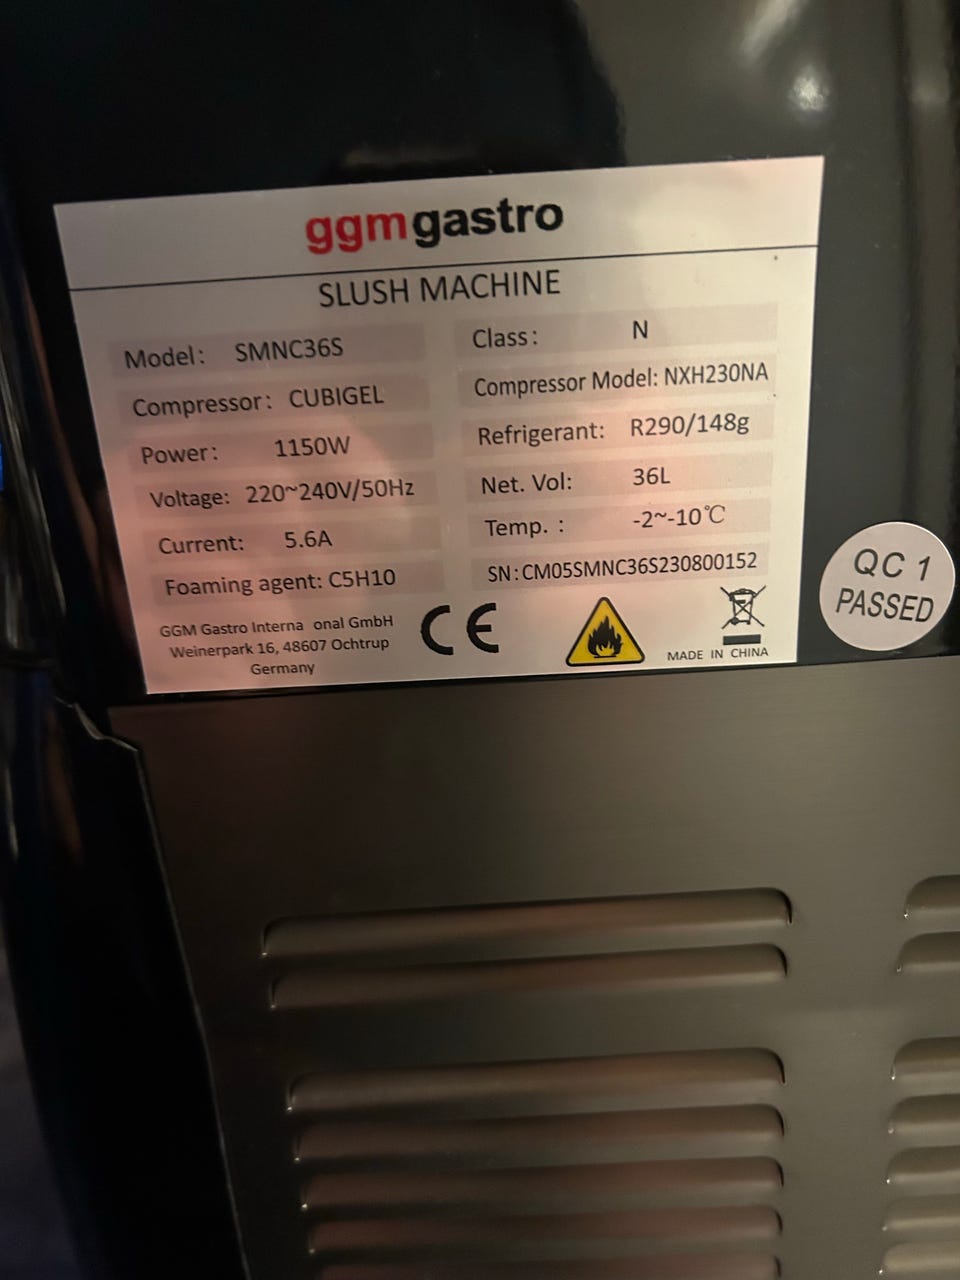 ggmgastro
SLUSH MACHINE
Model: SMNC36S
Class: N
Compressor: CUBIGEL
Compressor Model: NXH230NA
Power: 1150W
Refrigerant: R290/148g
Voltage: 220~240V/50Hz
Net. Vol: 36L
Current: 5.6A
Temp. : -2~-10℃
Foaming agent: C5H10
SN:CM05SMNC36S230800152
GGM Gastro Interna onal GmbH
Weinerpark 16, 48607 Ochtrup
Germany
CE
MADE IN CHINA
QC 1
PASSED